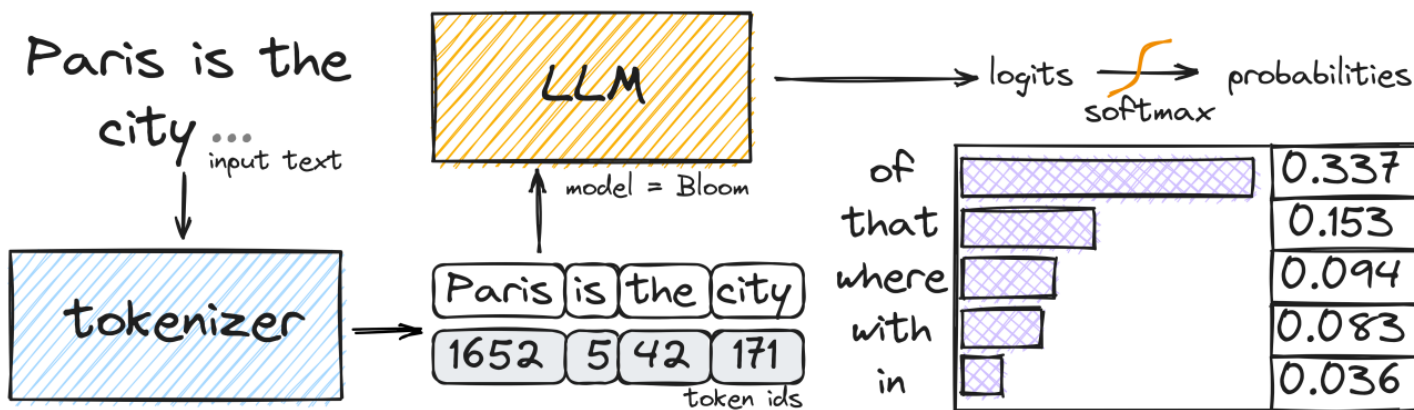 Paris is the
city ...
input text
tokenizer
LLM
model = Bloom
Paris is the city
1652 5 42 171
token ids
logits
softmax
probabilities
of 0.337
that 0.153
where 0.094
with 0.083
in 0.036